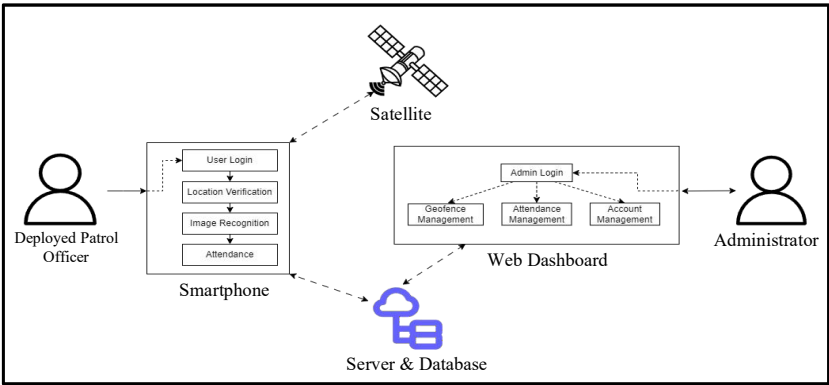 Satellite
User Login
Location Verification
Image Recognition
Attendance
Smartphone
Deployed Patrol
Officer
Admin Login
Geofence
Management
Attendance
Management
Account
Management
Web Dashboard
Administrator
Server & Database